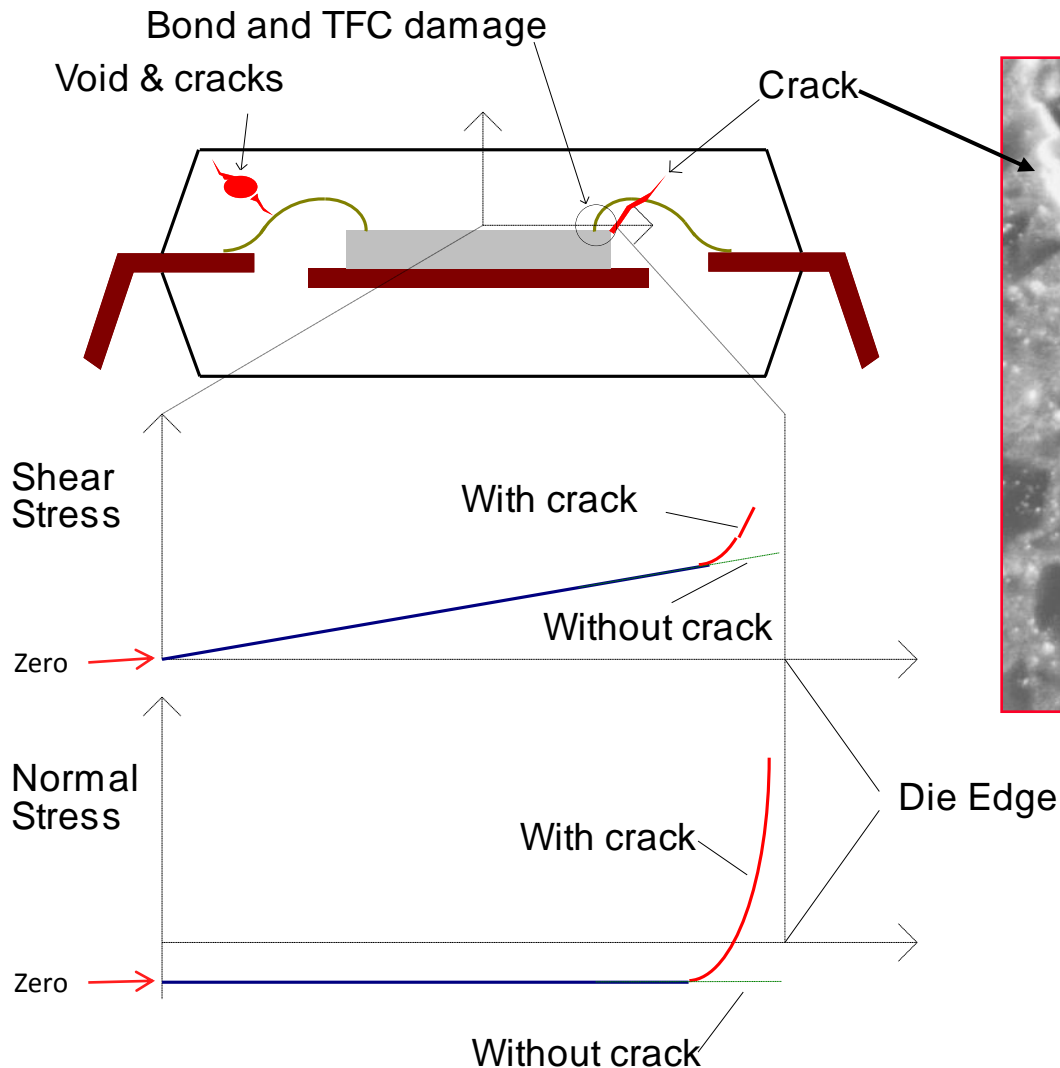 Bond and TFC damage
Void & cracks
Crack
Shear
Stress
With crack
Without crack
Zero
Normal
Stress
Die Edge
With crack
Zero
Without crack